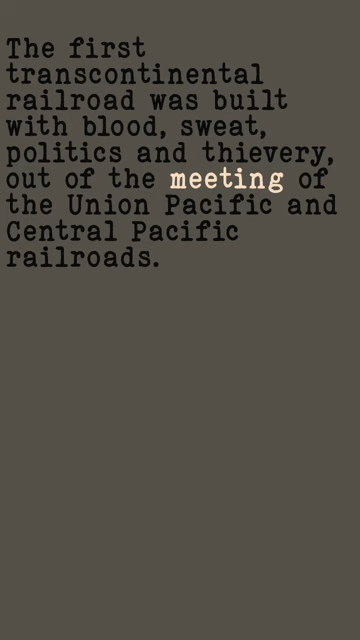 The first
transcontinental
railroad was built
with blood, sweat,
politics and thievery,
out of the meeting of
the Union Pacific and
Central Pacific
railroads.